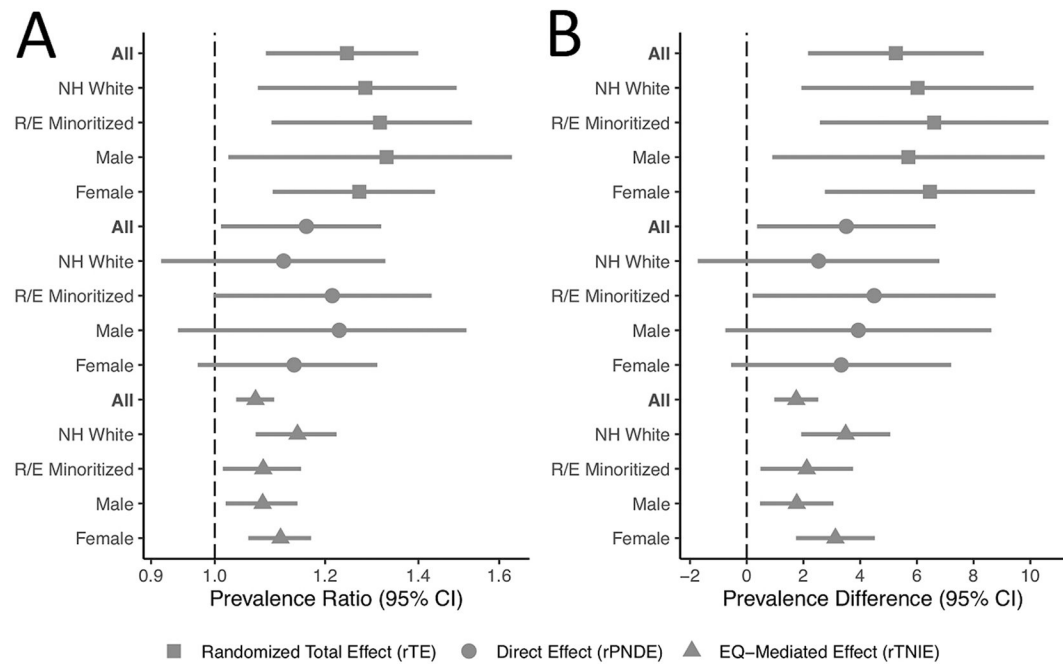 A
All
NH White
R/E Minoritized
Male
Female
All
NH White
R/E Minoritized
Male
Female
All
NH White
R/E Minoritized
Male
Female
0.9 1.0 1.2 1.4 1.6
Prevalence Ratio (95% CI)
B
All
NH White
R/E Minoritized
Male
Female
All
NH White
R/E Minoritized
Male
Female
All
NH White
R/E Minoritized
Male
Female
−2 0 2 4 6 8 10
Prevalence Difference (95% CI)
Randomized Total Effect (rTE) Direct Effect (rPNDE) EQ−Mediated Effect (rTNIE)